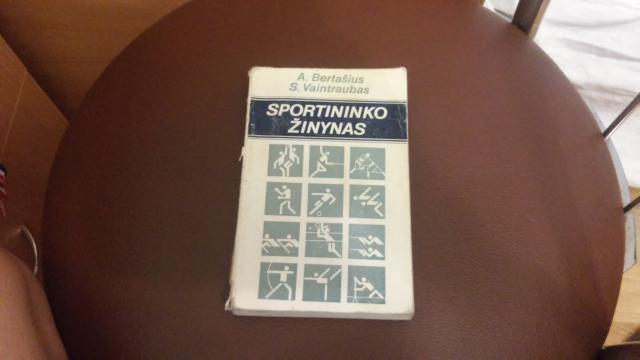 A. Bertašius
S. Vaintraubas
SPORTININKO
ŽINYNAS